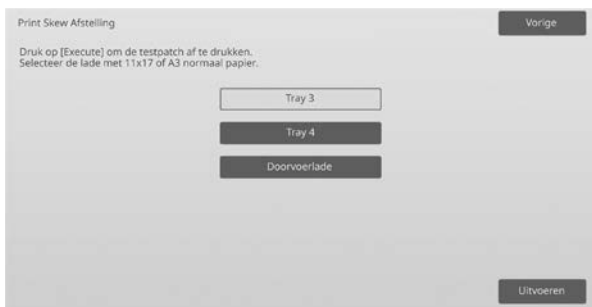 Print Skew Afstelling
Vorige
Druk op [Execute] om de testpatch af te drukken.
Selecteer de lade met 11x17 of A3 normaal papier.
Tray 3
Tray 4
Doorvoerlade
Uitvoeren